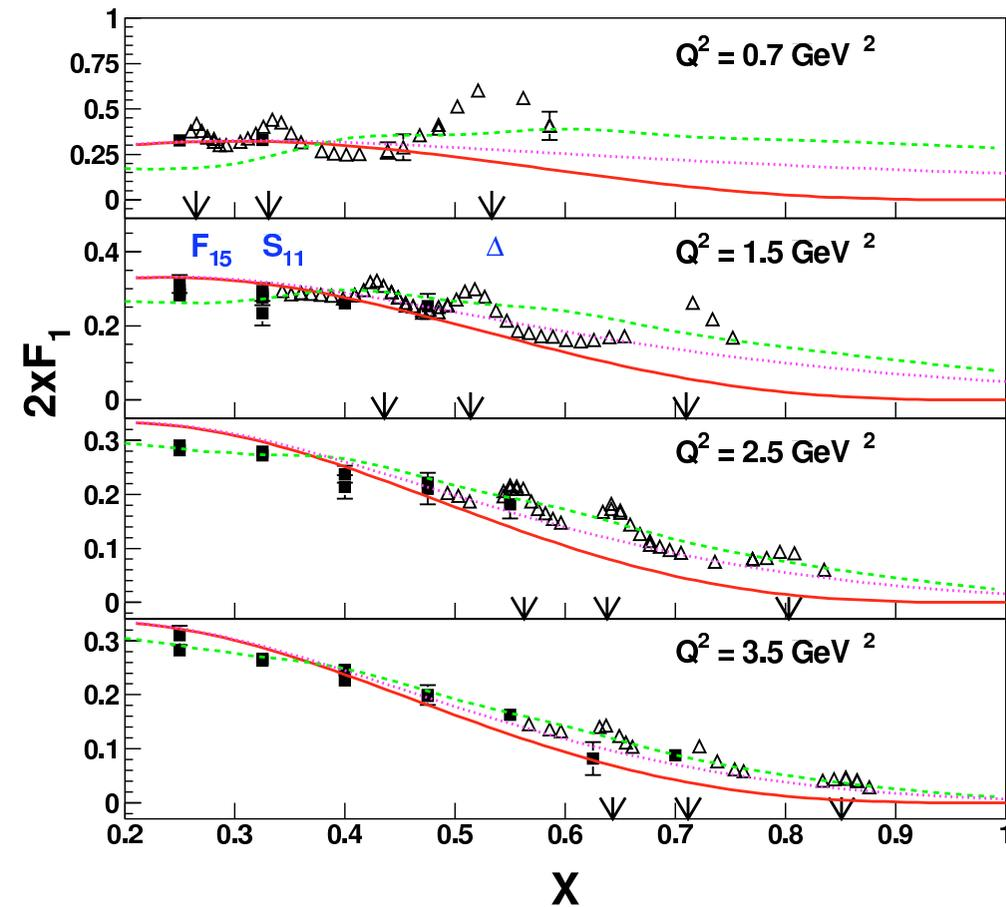 1
0.75
0.5
0.25
0
Q² = 0.7 GeV ²
F₁₅ S₁₁ Δ
0.4
0.2
0
Q² = 1.5 GeV ²
2xF₁
0.3
0.2
0.1
0
Q² = 2.5 GeV ²
0.3
0.2
0.1
0
Q² = 3.5 GeV ²
0.2 0.3 0.4 0.5 0.6 0.7 0.8 0.9 1
X